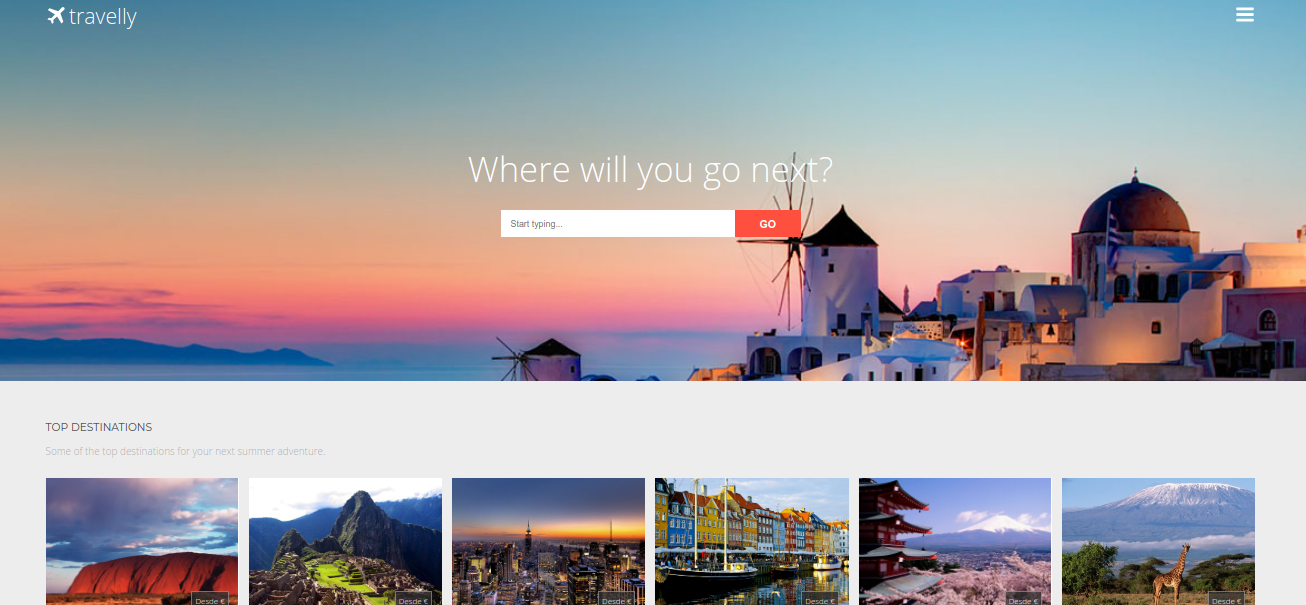 travelly
Where will you go next?
Start typing...
GO
TOP DESTINATIONS
Some of the top destinations for your next summer adventure.
Desde €
Desde €
Desde €
Desde €
Desde €
Desde €